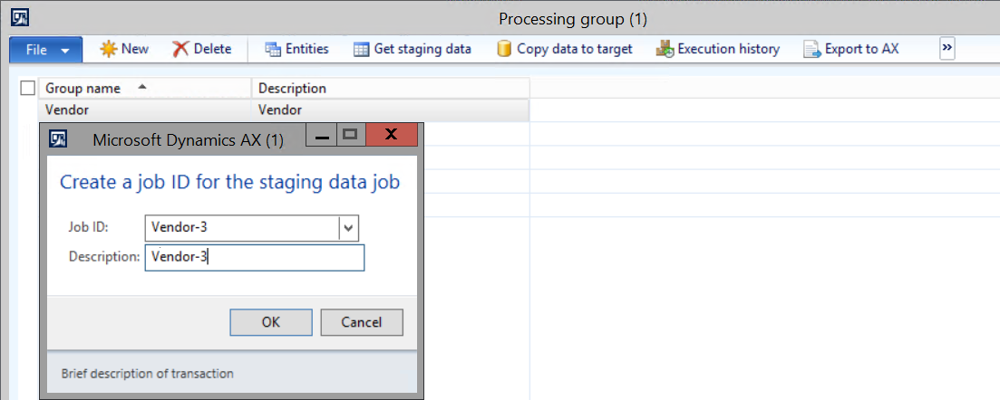 Processing group (1)
File New Delete Entities Get staging data Copy data to target Execution history Export to AX »
Group name Description
Vendor Vendor
Microsoft Dynamics AX (1)
Create a job ID for the staging data job
Job ID: Vendor-3
Description: Vendor-3
OK Cancel
Brief description of transaction